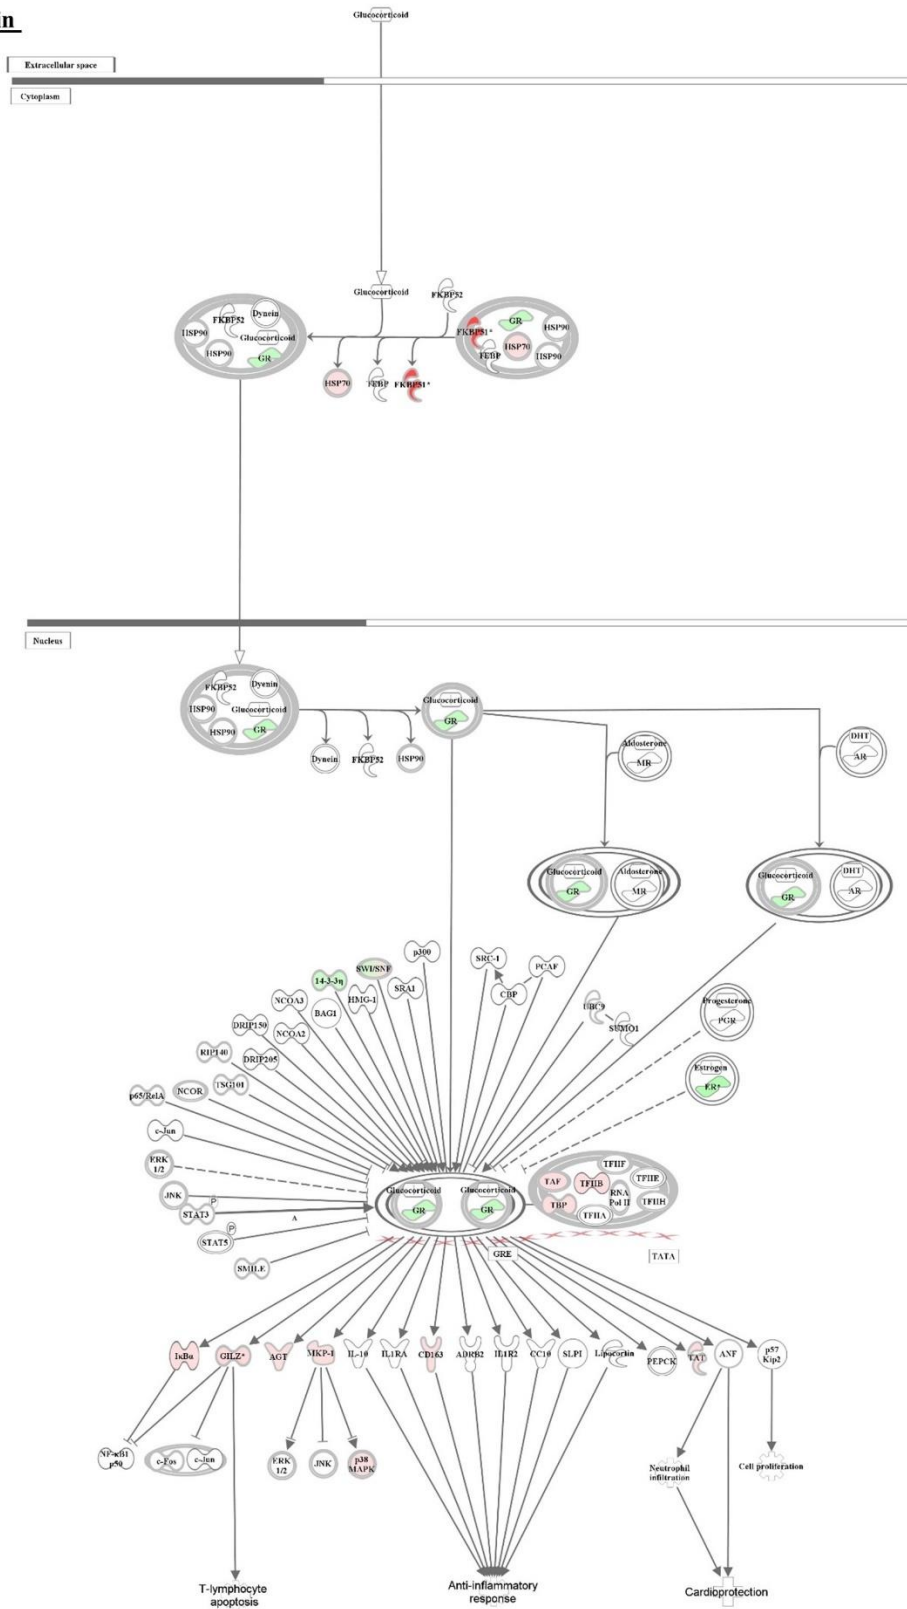 in
Glucocorticoid
Extracellular space
Cytoplasm
Glucocorticoid
FKBP52
FKBP52
Dynein
HSP90
Glucocorticoid
HSP90
GR
HSP70
TEBP
FKBP51*
FKBP51*
GR
HSP90
HSP70
TEBP
HSP90
Nucleus
FKBP52
Dyenin
HSP90
Glucocorticoid
HSP90
GR
Dynein
FKBP52
HSP90
Glucocorticoid
GR
Aldosterone
MR
DHT
AR
Glucocorticoid
GR
Aldosterone
MR
Glucocorticoid
GR
DHT
AR
p300
SWI/SNF
14-3-3η
SRA1
HMG-1
BAG1
NCOA3
NCOA2
DRIP150
DRIP205
RIP140
TSG101
NCOR
p65/RelA
c-Jun
ERK
1/2
JNK
P
STAT3
A
P
STAT5
SMILE
SRC-1
PCAF
CBP
UBC9
SUMO1
Progesterone
PGR
Estrogen
ER↑
Glucocorticoid
GR
Glucocorticoid
GR
TFIIF
TAF
TFIIB
TFIIE
RNA
Pol II
TFIIH
TBP
TFIIA
GRE
TATA
IκBα
GILZ*
AGT
MKP-1
IL-10
IL1RA
CD163
ADRB2
IL1R2
CC10
SLPI
Lipocortin
PEPCK
TAT
ANF
p57
Kip2
NF-κB1
p50
c-Fos
c-Jun
ERK
1/2
JNK
p38
MAPK
Neutrophil
infiltration
Cell proliferation
T-lymphocyte
apoptosis
Anti-inflammatory
response
Cardioprotection